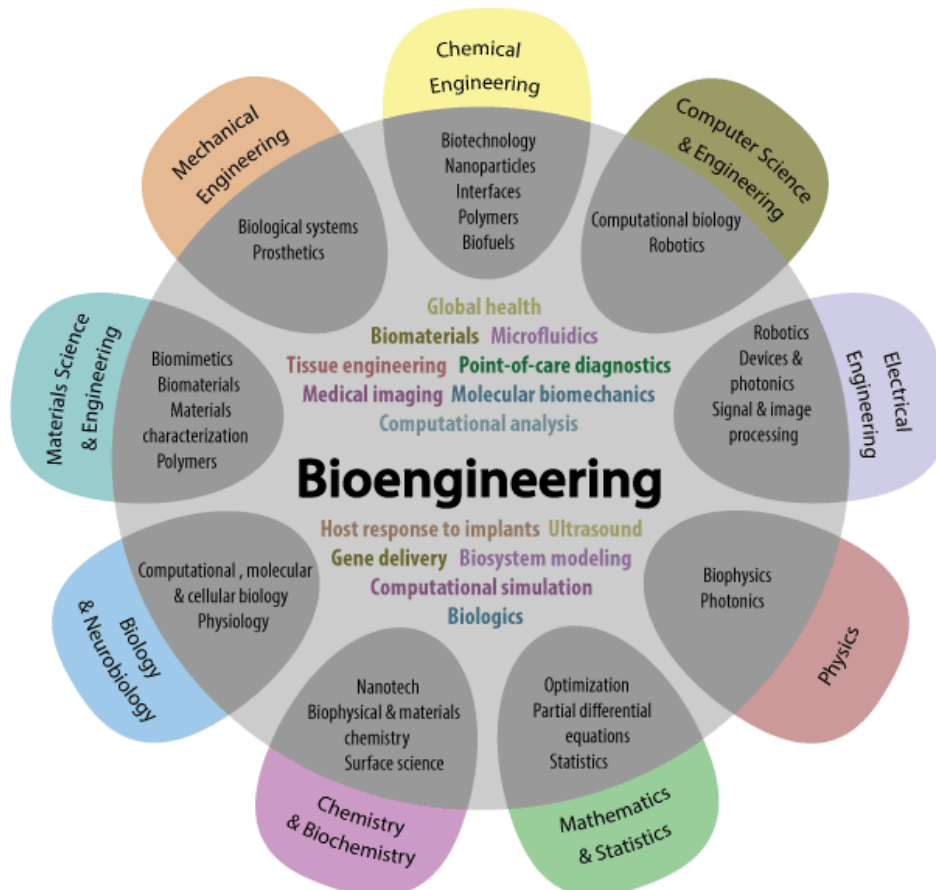 Chemical
Engineering
Biotechnology
Nanoparticles
Interfaces
Polymers
Biofuels
Computer Science
& Engineering
Computational biology
Robotics
Electrical
Engineering
Robotics
Devices &
photonics
Signal & image
processing
Physics
Biophysics
Photonics
Mathematics
& Statistics
Optimization
Partial differential
equations
Statistics
Chemistry
& Biochemistry
Nanotech
Biophysical & materials
chemistry
Surface science
Biology
& Neurobiology
Computational , molecular
& cellular biology
Physiology
Materials Science
& Engineering
Biomimetics
Biomaterials
Materials
characterization
Polymers
Mechanical
Engineering
Biological systems
Prosthetics
Global health
Biomaterials Microfluidics
Tissue engineering Point-of-care diagnostics
Medical imaging Molecular biomechanics
Computational analysis
Bioengineering
Host response to implants Ultrasound
Gene delivery Biosystem modeling
Computational simulation
Biologics